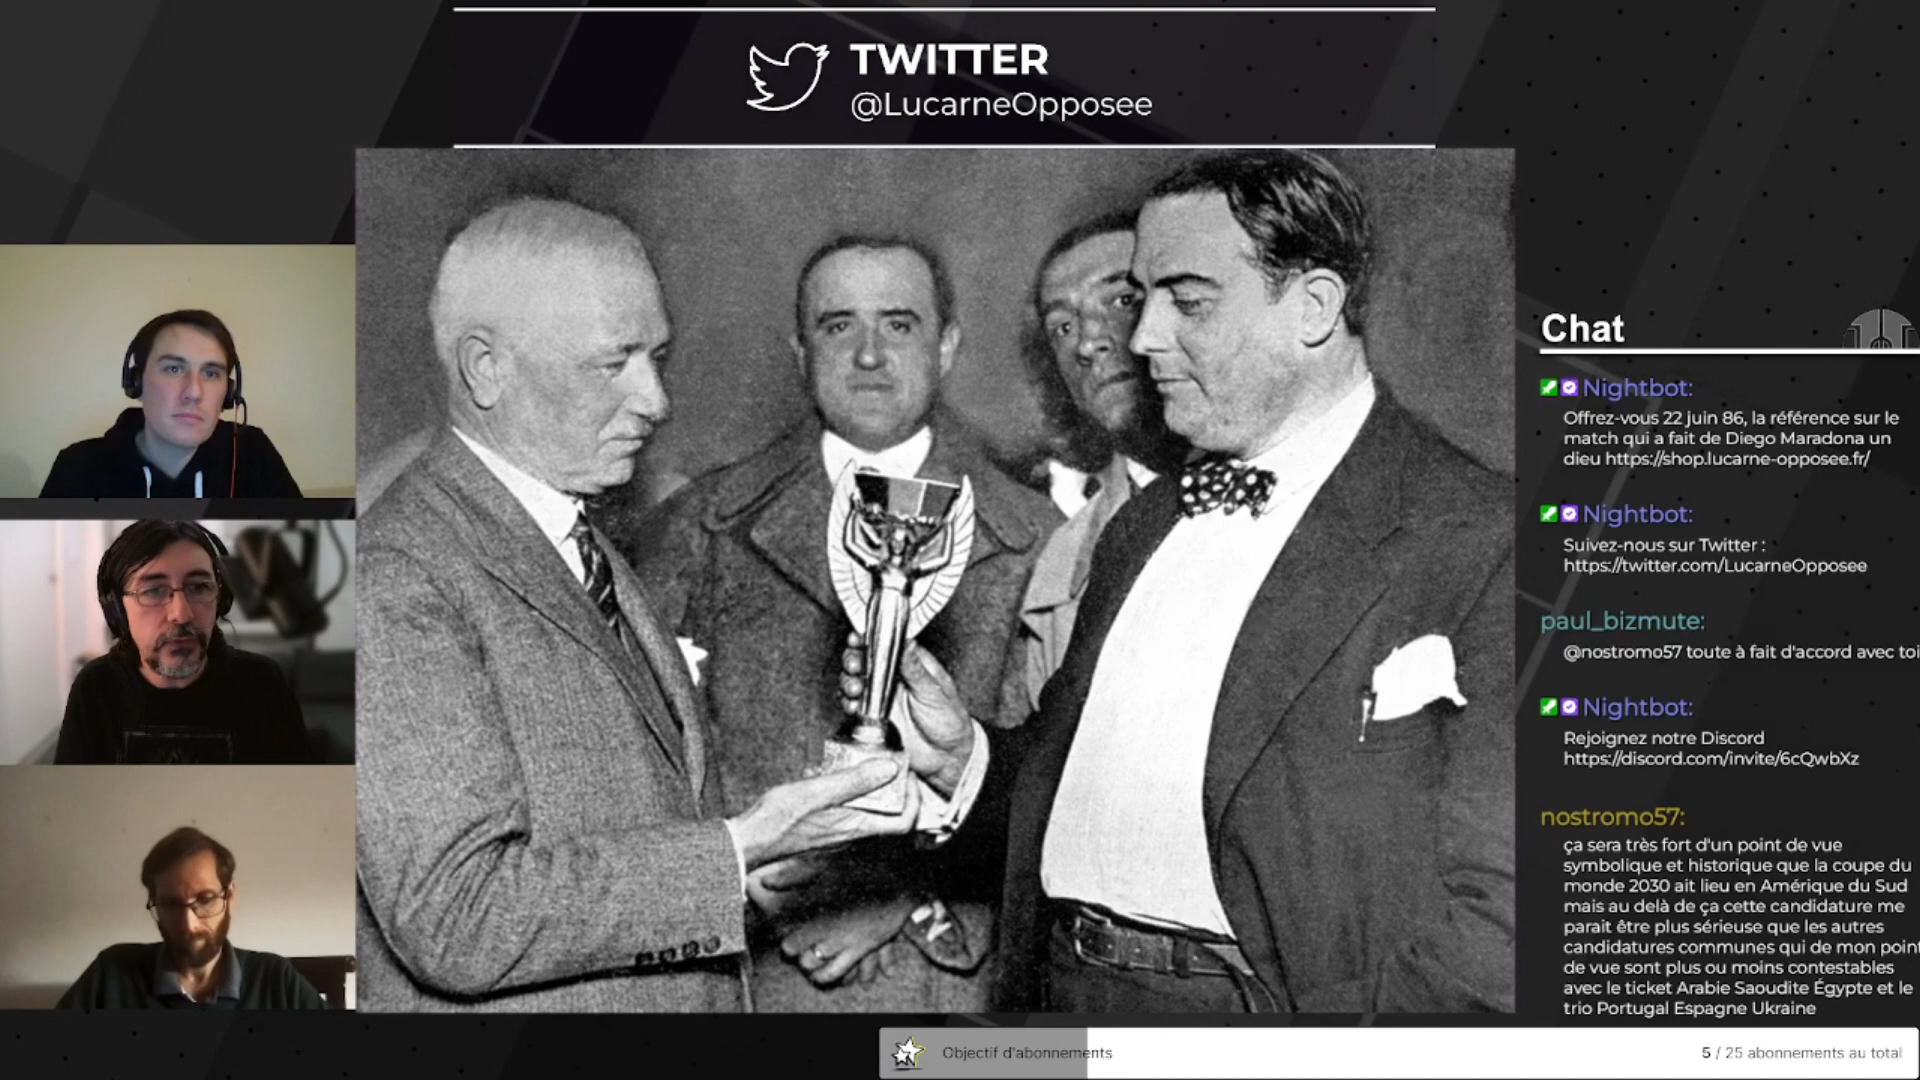 TWITTER
@LucarneOpposee
Chat
Nightbot:
Offrez-vous 22 juin 86, la référence sur le
match qui a fait de Diego Maradona un
dieu https://shop.lucarne-opposee.fr/
Nightbot:
Suivez-nous sur Twitter :
https://twitter.com/LucarneOpposee
paul_bizmute:
@nostromo57 toute à fait d'accord avec toi
Nightbot:
Rejoignez notre Discord
https://discord.com/invite/6cQwbXz
nostromo57:
ça sera très fort d'un point de vue
symbolique et historique que la coupe du
monde 2030 ait lieu en Amérique du Sud
mais au delà de ça cette candidature me
parait être plus sérieuse que les autres
candidatures communes qui de mon point
de vue sont plus ou moins contestables
avec le ticket Arabie Saoudite Égypte et le
trio Portugal Espagne Ukraine
Objectif d'abonnements
5 / 25 abonnements au total